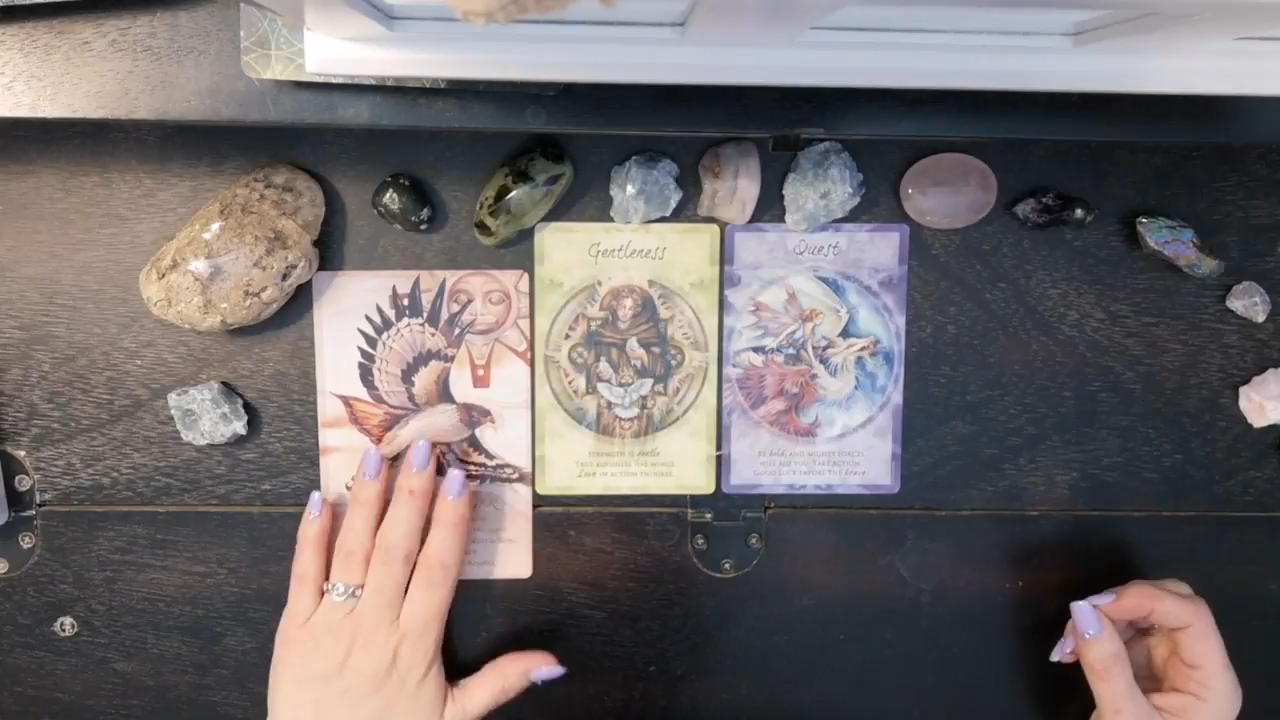 Gentleness
STRENGTH IS gentle
TRUE KINDNESS HAS WINGS.
Love IN ACTION
Quest
BE bold, AND MIGHTY FORCES
WILL AID YOU. TAKE ACTION.
GOOD LUCK FAVORS THE brave.